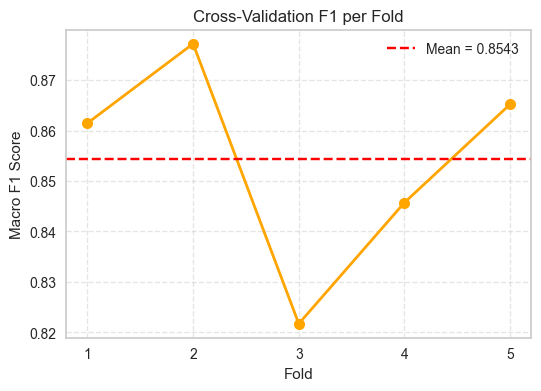 Cross-Validation F1 per Fold
Mean = 0.8543
Macro F1 Score
0.87
0.86
0.85
0.84
0.83
0.82
1 2 3 4 5
Fold